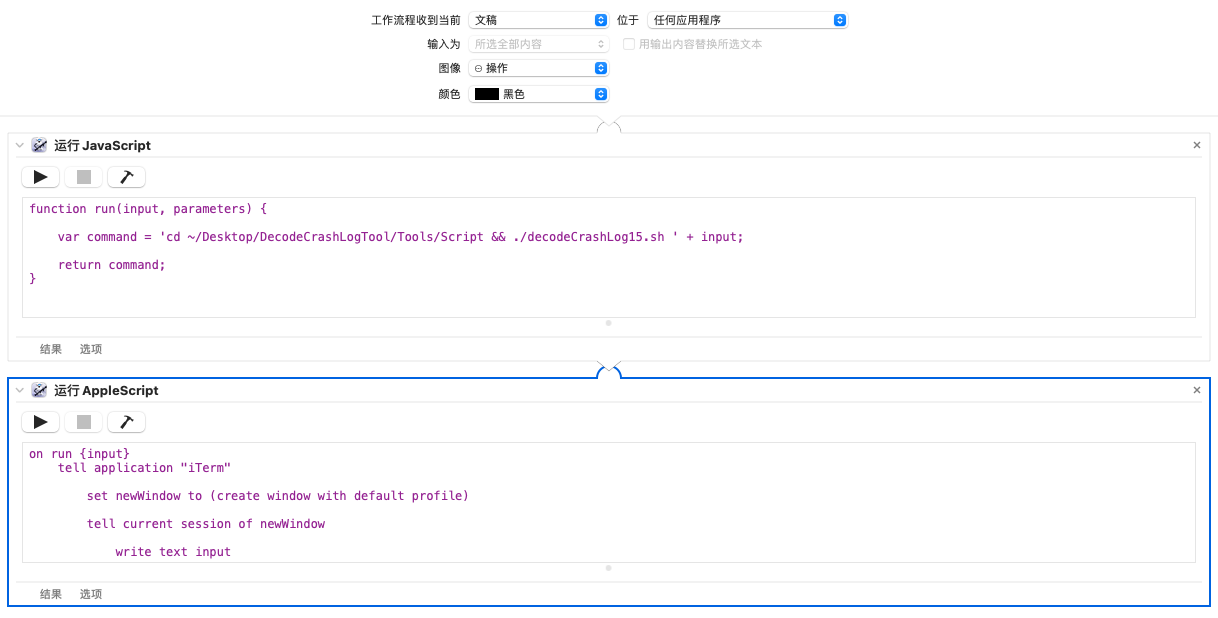 工作流程收到当前 文稿 位于 任何应用程序
输入为 所选全部内容 用输出内容替换所选文本
图像 操作
颜色 黑色
运行 JavaScript
function run(input, parameters) {
var command = 'cd ~/Desktop/DecodeCrashLogTool/Tools/Script && ./decodeCrashLog15.sh ' + input;
return command;
}
结果 选项
运行 AppleScript
on run {input}
tell application "iTerm"
set newWindow to (create window with default profile)
tell current session of newWindow
write text input
结果 选项